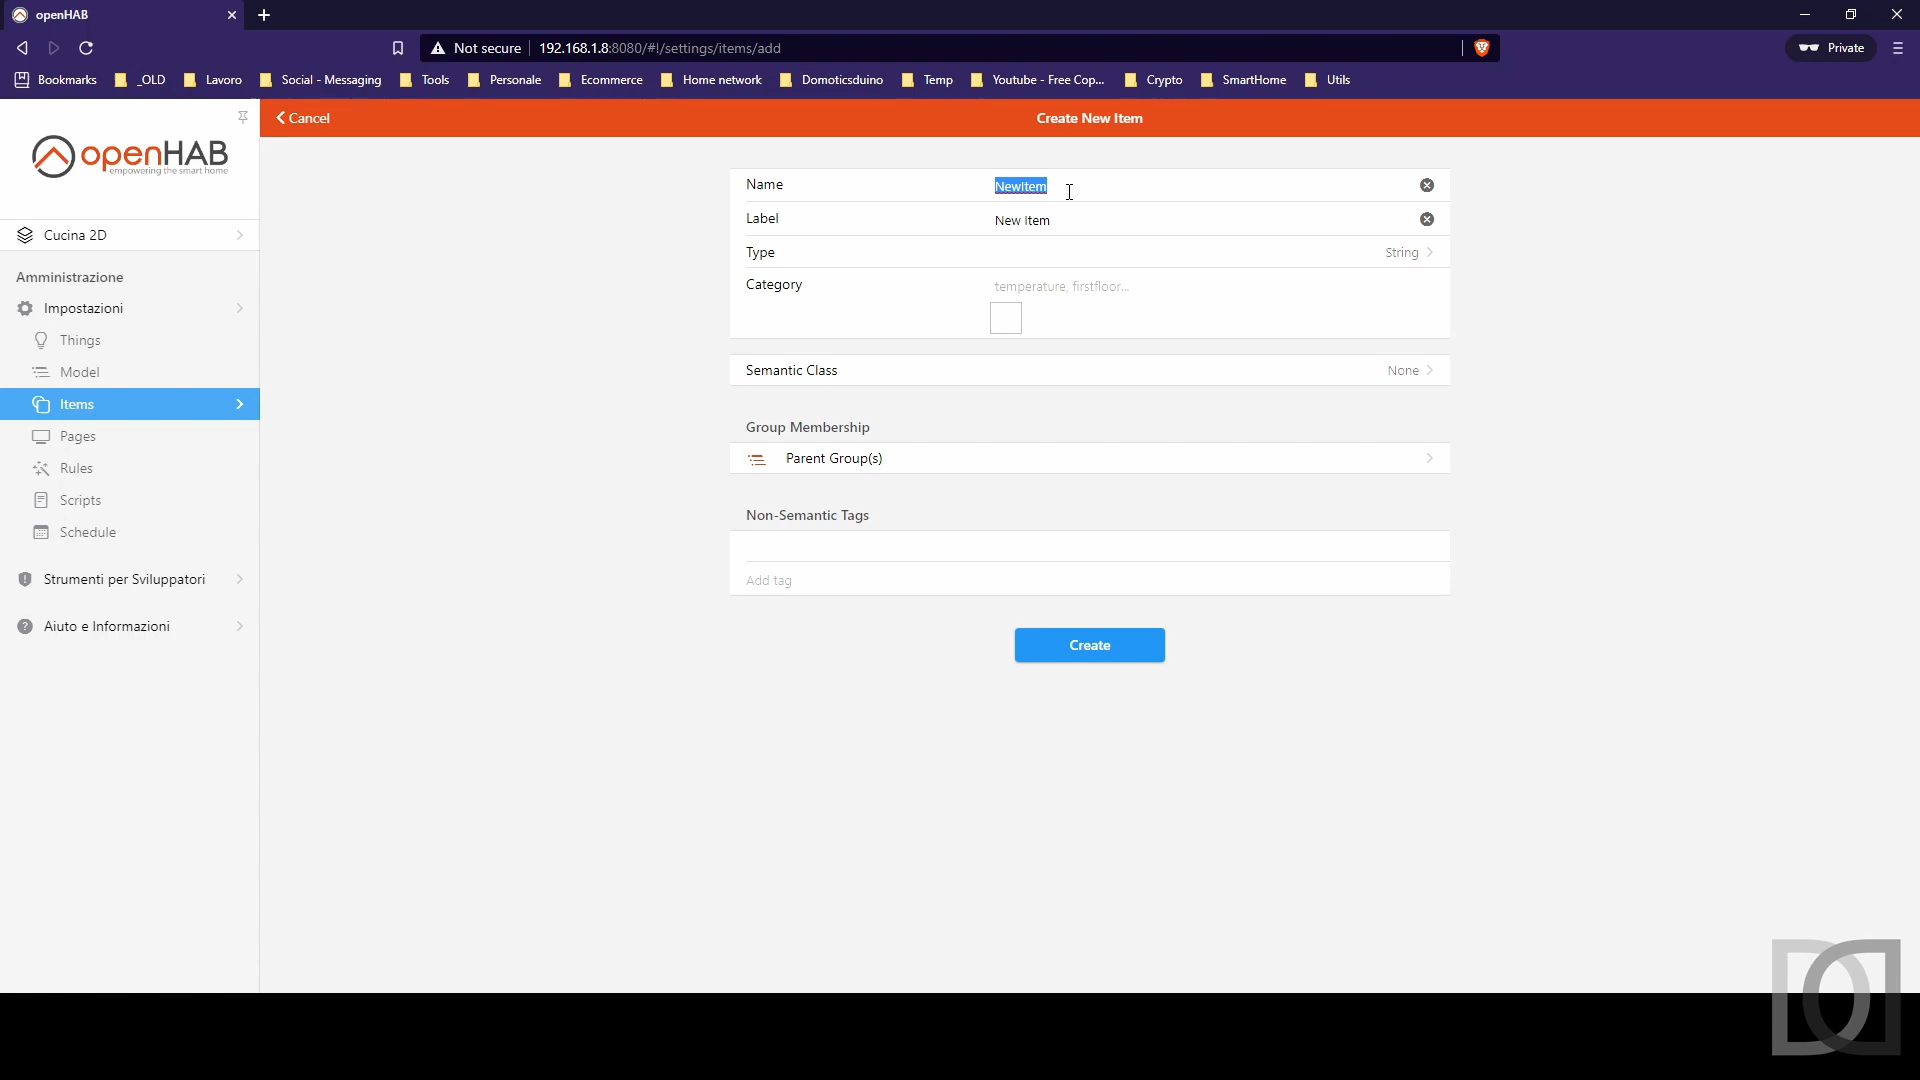 openHAB
Not secure
192.168.1.8:8080/#!/settings/items/add
Private
Bookmarks
_OLD
Lavoro
Social - Messaging
Tools
Personale
Ecommerce
Home network
Domoticsduino
Temp
Youtube - Free Cop...
Crypto
SmartHome
Utils
Cancel
Create New Item
openHAB
empowering the smart home
Cucina 2D
Amministrazione
Impostazioni
Things
Model
Items
Pages
Rules
Scripts
Schedule
Strumenti per Sviluppatori
Aiuto e Informazioni
Name
NewItem
Label
New Item
Type
String
Category
temperature, firstfloor...
Semantic Class
None
Group Membership
Parent Group(s)
Non-Semantic Tags
Add tag
Create